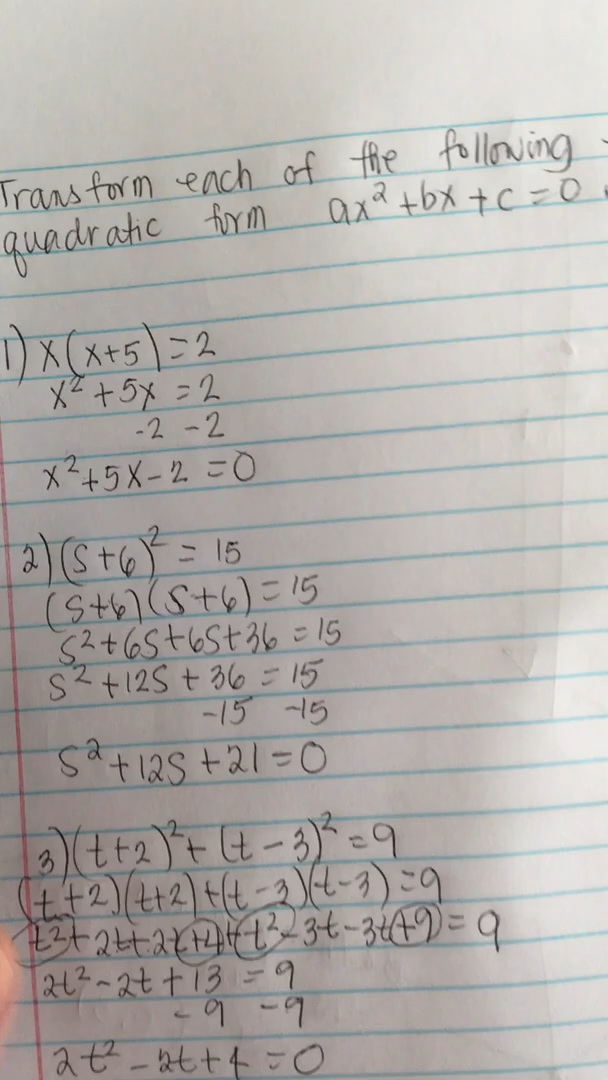 Transform each of the following
quadratic form ax² + bx + c = 0
1) x(x+5) = 2
x² + 5x = 2
-2 -2
x² + 5x - 2 = 0
2) (s+6)² = 15
(s+6)(s+6) = 15
s² + 6s + 6s + 36 = 15
s² + 12s + 36 = 15
-15 -15
s² + 12s + 21 = 0
3) (t+2)² + (t-3)² = 9
(t+2)(t+2) + (t-3)(t-3) = 9
t² + 2t + 2t + 4 + t² - 3t - 3t + 9 = 9
2t² - 2t + 13 = 9
-9 -9
2t² - 2t + 4 = 0